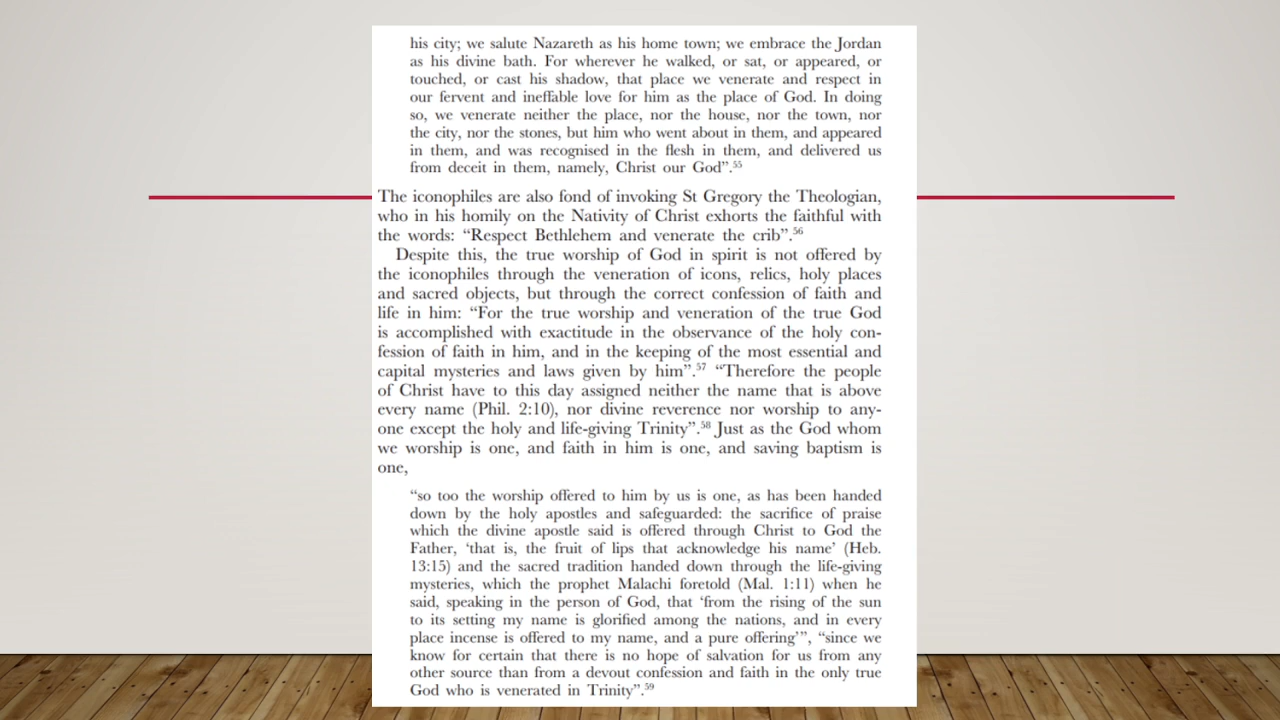 his city; we salute Nazareth as his home town; we embrace the Jordan
as his divine bath. For wherever he walked, or sat, or appeared, or
touched, or cast his shadow, that place we venerate and respect in
our fervent and ineffable love for him as the place of God. In doing
so, we venerate neither the place, nor the house, nor the town, nor
the city, nor the stones, but him who went about in them, and appeared
in them, and was recognised in the flesh in them, and delivered us
from deceit in them, namely, Christ our God”.⁵⁵
The iconophiles are also fond of invoking St Gregory the Theologian,
who in his homily on the Nativity of Christ exhorts the faithful with
the words: “Respect Bethlehem and venerate the crib”.⁵⁶
Despite this, the true worship of God in spirit is not offered by
the iconophiles through the veneration of icons, relics, holy places
and sacred objects, but through the correct confession of faith and
life in him: “For the true worship and veneration of the true God
is accomplished with exactitude in the observance of the holy con-
fession of faith in him, and in the keeping of the most essential and
capital mysteries and laws given by him”.⁵⁷ “Therefore the people
of Christ have to this day assigned neither the name that is above
every name (Phil. 2:10), nor divine reverence nor worship to any-
one except the holy and life-giving Trinity”.⁵⁸ Just as the God whom
we worship is one, and faith in him is one, and saving baptism is
one,
“so too the worship offered to him by us is one, as has been handed
down by the holy apostles and safeguarded: the sacrifice of praise
which the divine apostle said is offered through Christ to God the
Father, ‘that is, the fruit of lips that acknowledge his name’ (Heb.
13:15) and the sacred tradition handed down through the life-giving
mysteries, which the prophet Malachi foretold (Mal. 1:11) when he
said, speaking in the person of God, that ‘from the rising of the sun
to its setting my name is glorified among the nations, and in every
place incense is offered to my name, and a pure offering’”, “since we
know for certain that there is no hope of salvation for us from any
other source than from a devout confession and faith in the only true
God who is venerated in Trinity”.⁵⁹